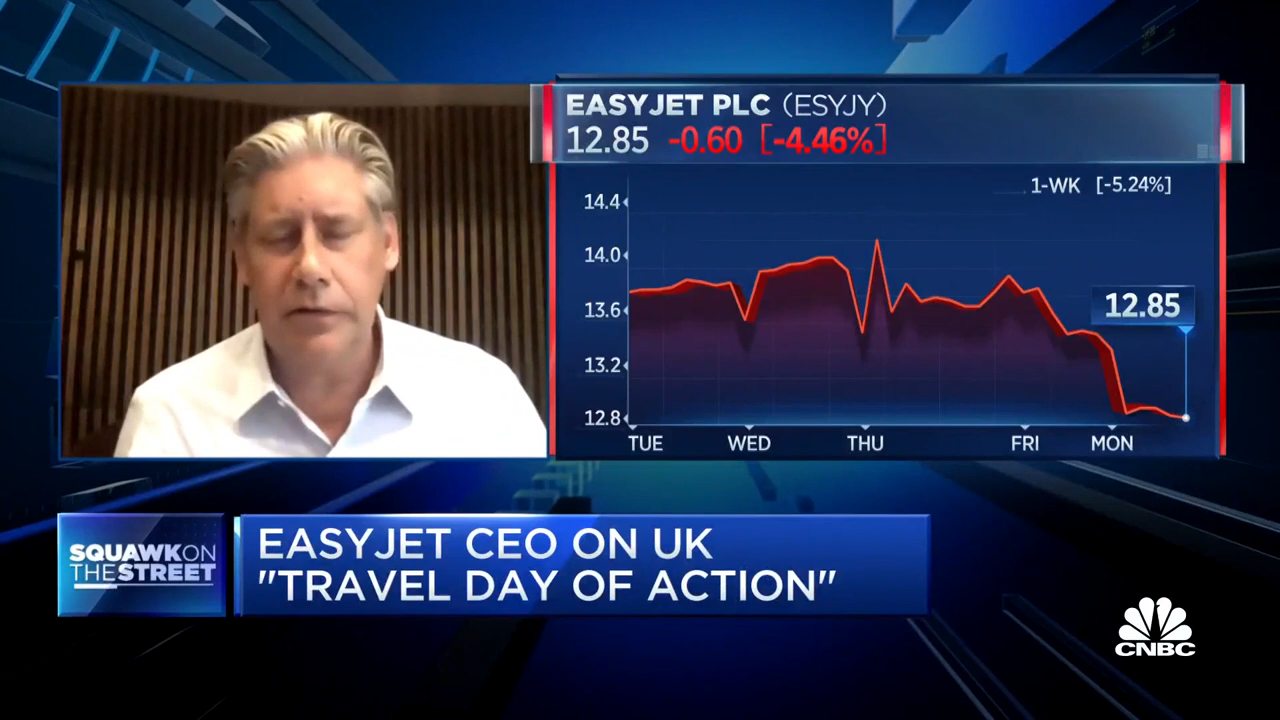 EASYJET PLC (ESYJY)
12.85 -0.60 [-4.46%]
1-WK [-5.24%]
14.4
14.0
13.6
13.2
12.8
12.85
TUE WED THU FRI MON
SQUAWK ON
THE STREET
EASYJET CEO ON UK
"TRAVEL DAY OF ACTION"
CNBC